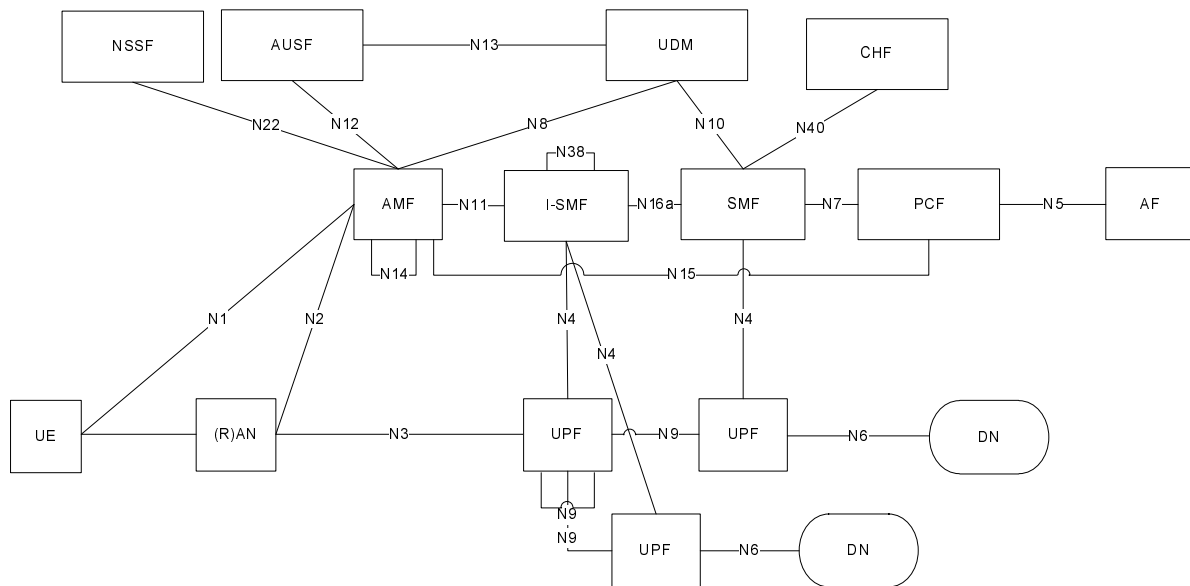 NSSF
AUSF
N13
UDM
CHF
N22
N12
N8
N10
N40
N38
AMF
N11
I-SMF
N16a
SMF
N7
PCF
N5
AF
N14
N15
N1
N2
N4
N4
N4
UE
(R)AN
N3
UPF
N9
UPF
N6
DN
N9
N9
UPF
N6
DN